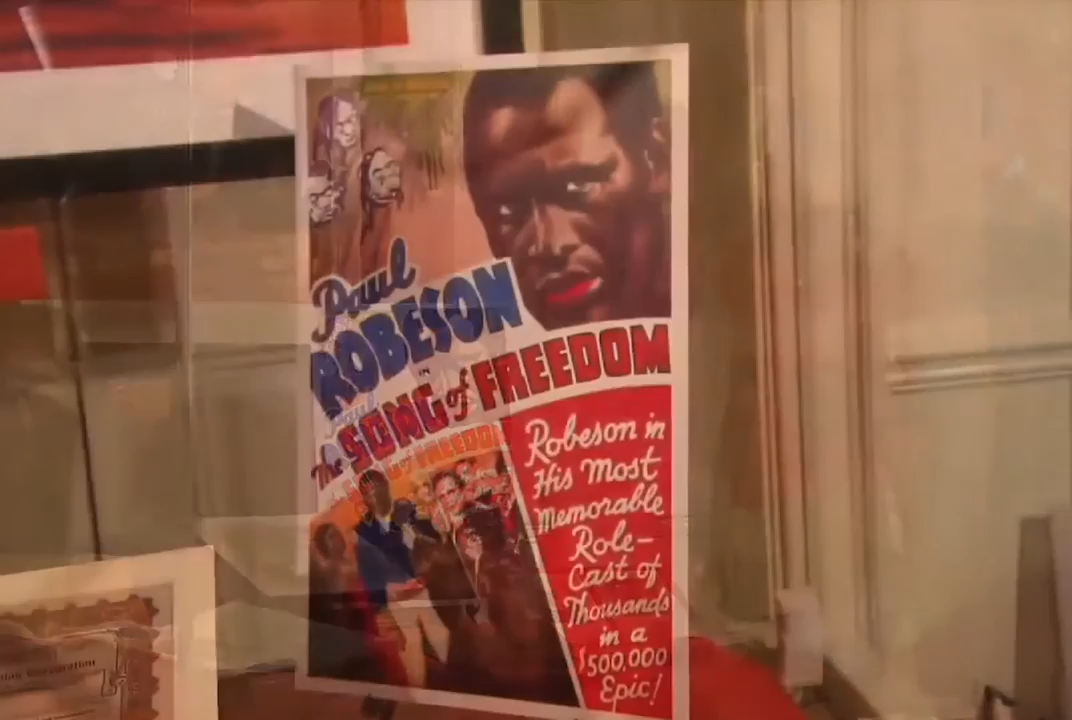 Paul
ROBESON
IN
The SONG of FREEDOM
Robeson in
His Most
Memorable
Role-
Cast of
Thousands
in a
$500,000
Epic!